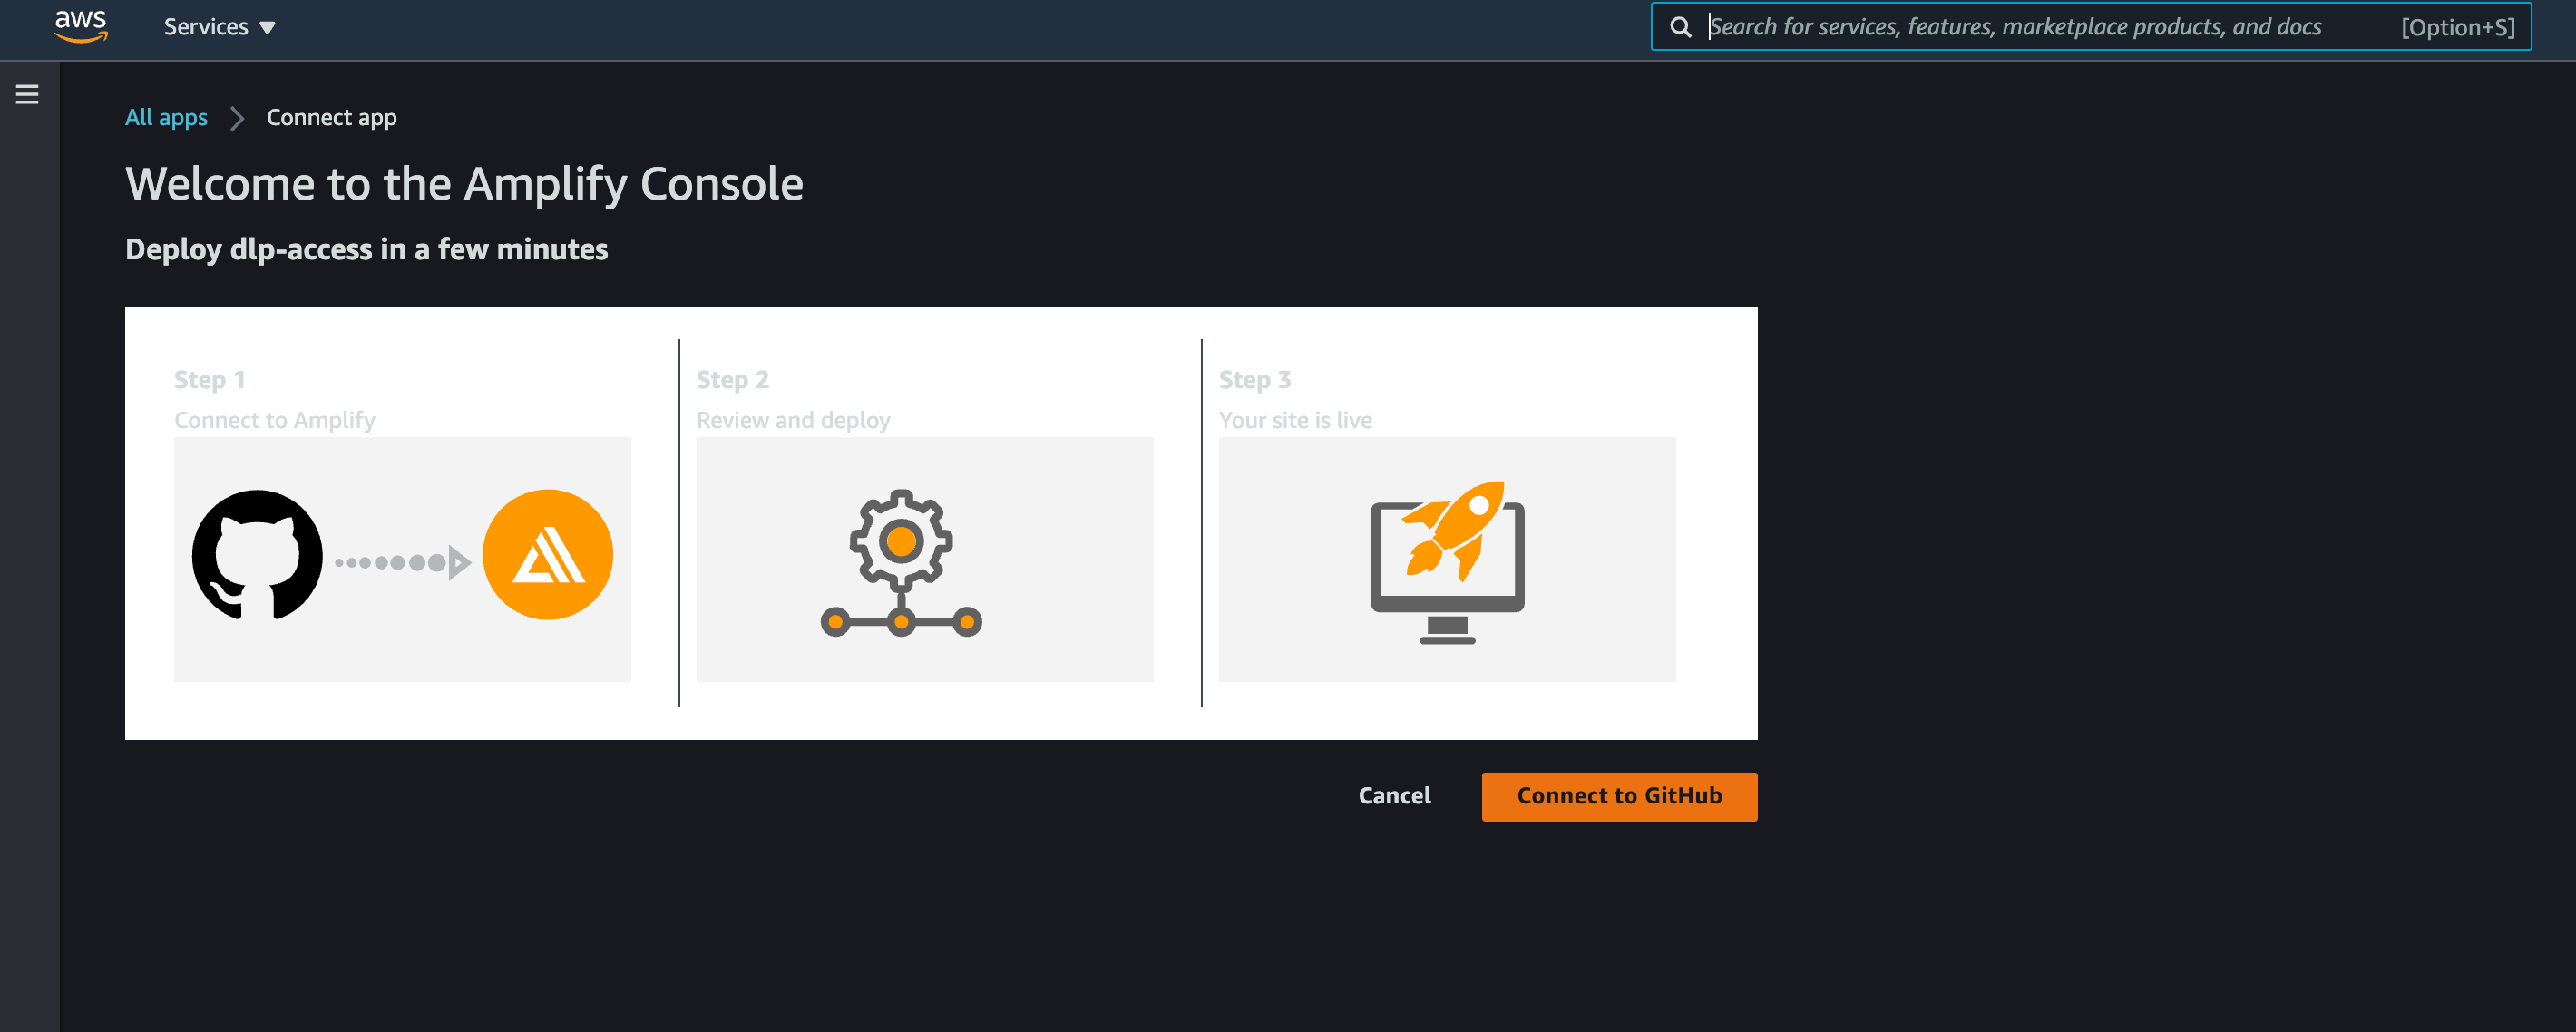 aws
Services
Search for services, features, marketplace products, and docs
[Option+S]
All apps
Connect app
Welcome to the Amplify Console
Deploy dlp-access in a few minutes
Step 1
Connect to Amplify
Step 2
Review and deploy
Step 3
Your site is live
Cancel
Connect to GitHub